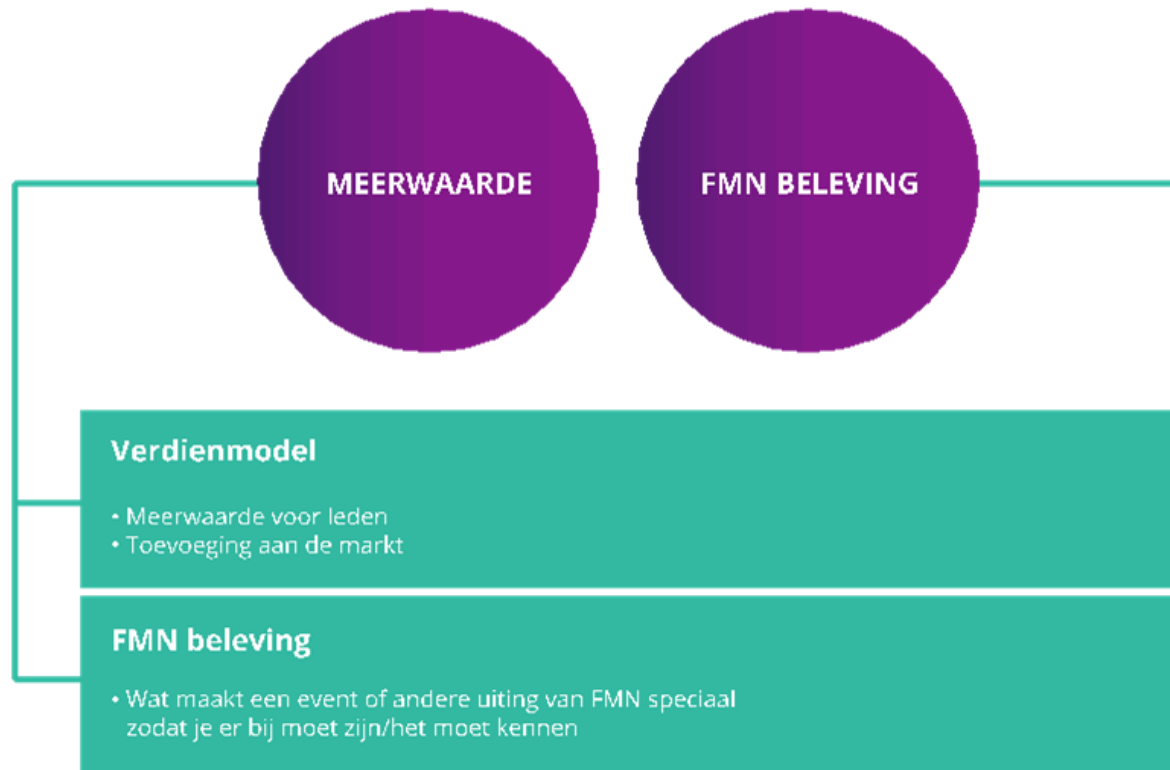 MEERWAARDE
FMN BELEVING
Verdienmodel
• Meerwaarde voor leden
• Toevoeging aan de markt
FMN beleving
• Wat maakt een event of andere uiting van FMN speciaal
zodat je er bij moet zijn/het moet kennen